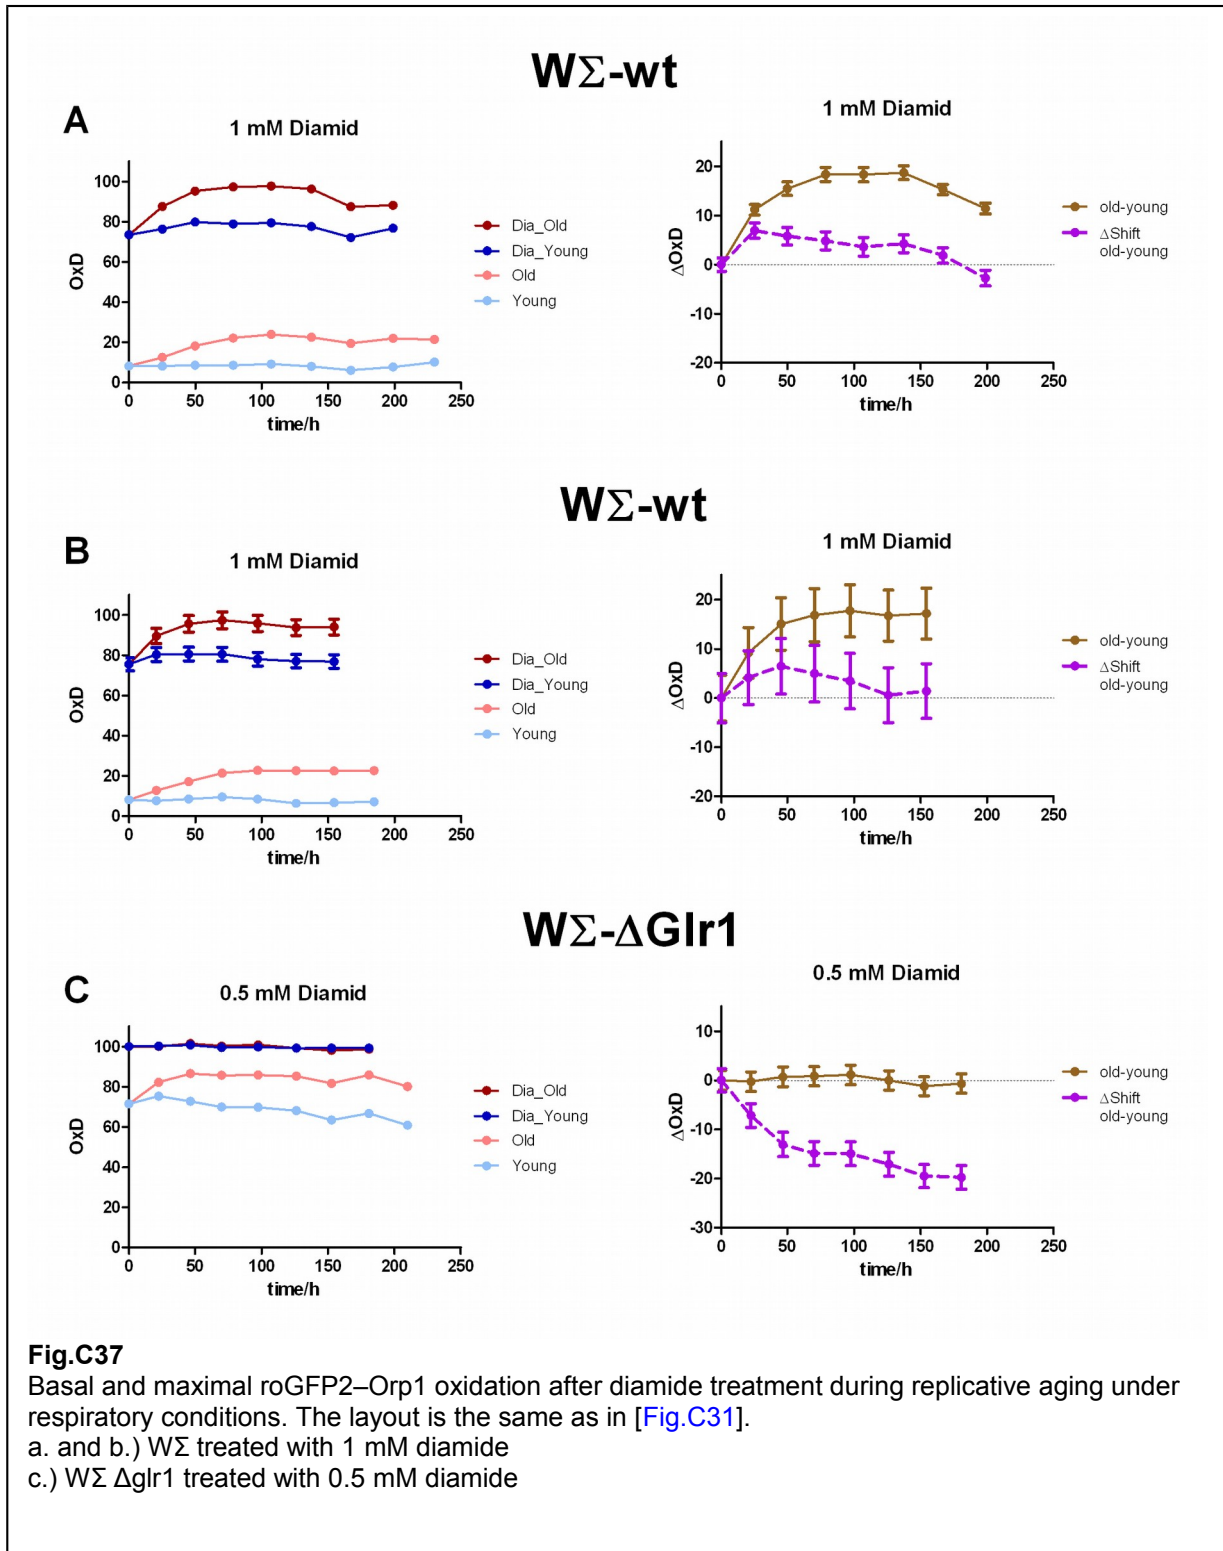 WΣ-wt
A
1 mM Diamid
OxD
100
80
60
40
20
0
0 50 100 150 200 250
time/h
Dia_Old
Dia_Young
Old
Young
1 mM Diamid
ΔOxD
20
10
0
-10
-20
0 50 100 150 200 250
time/h
old-young
ΔShift
old-young
WΣ-wt
B
1 mM Diamid
OxD
100
80
60
40
20
0
0 50 100 150 200 250
time/h
Dia_Old
Dia_Young
Old
Young
1 mM Diamid
ΔOxD
20
10
0
-10
-20
0 50 100 150 200 250
time/h
old-young
ΔShift
old-young
WΣ-ΔGlr1
C
0.5 mM Diamid
OxD
100
80
60
40
20
0
0 50 100 150 200 250
time/h
Dia_Old
Dia_Young
Old
Young
0.5 mM Diamid
ΔOxD
10
0
-10
-20
-30
0 50 100 150 200 250
time/h
old-young
ΔShift
old-young
Fig.C37
Basal and maximal roGFP2–Orp1 oxidation after diamide treatment during replicative aging under
respiratory conditions. The layout is the same as in [Fig.C31].
a. and b.) WΣ treated with 1 mM diamide
c.) WΣ Δglr1 treated with 0.5 mM diamide